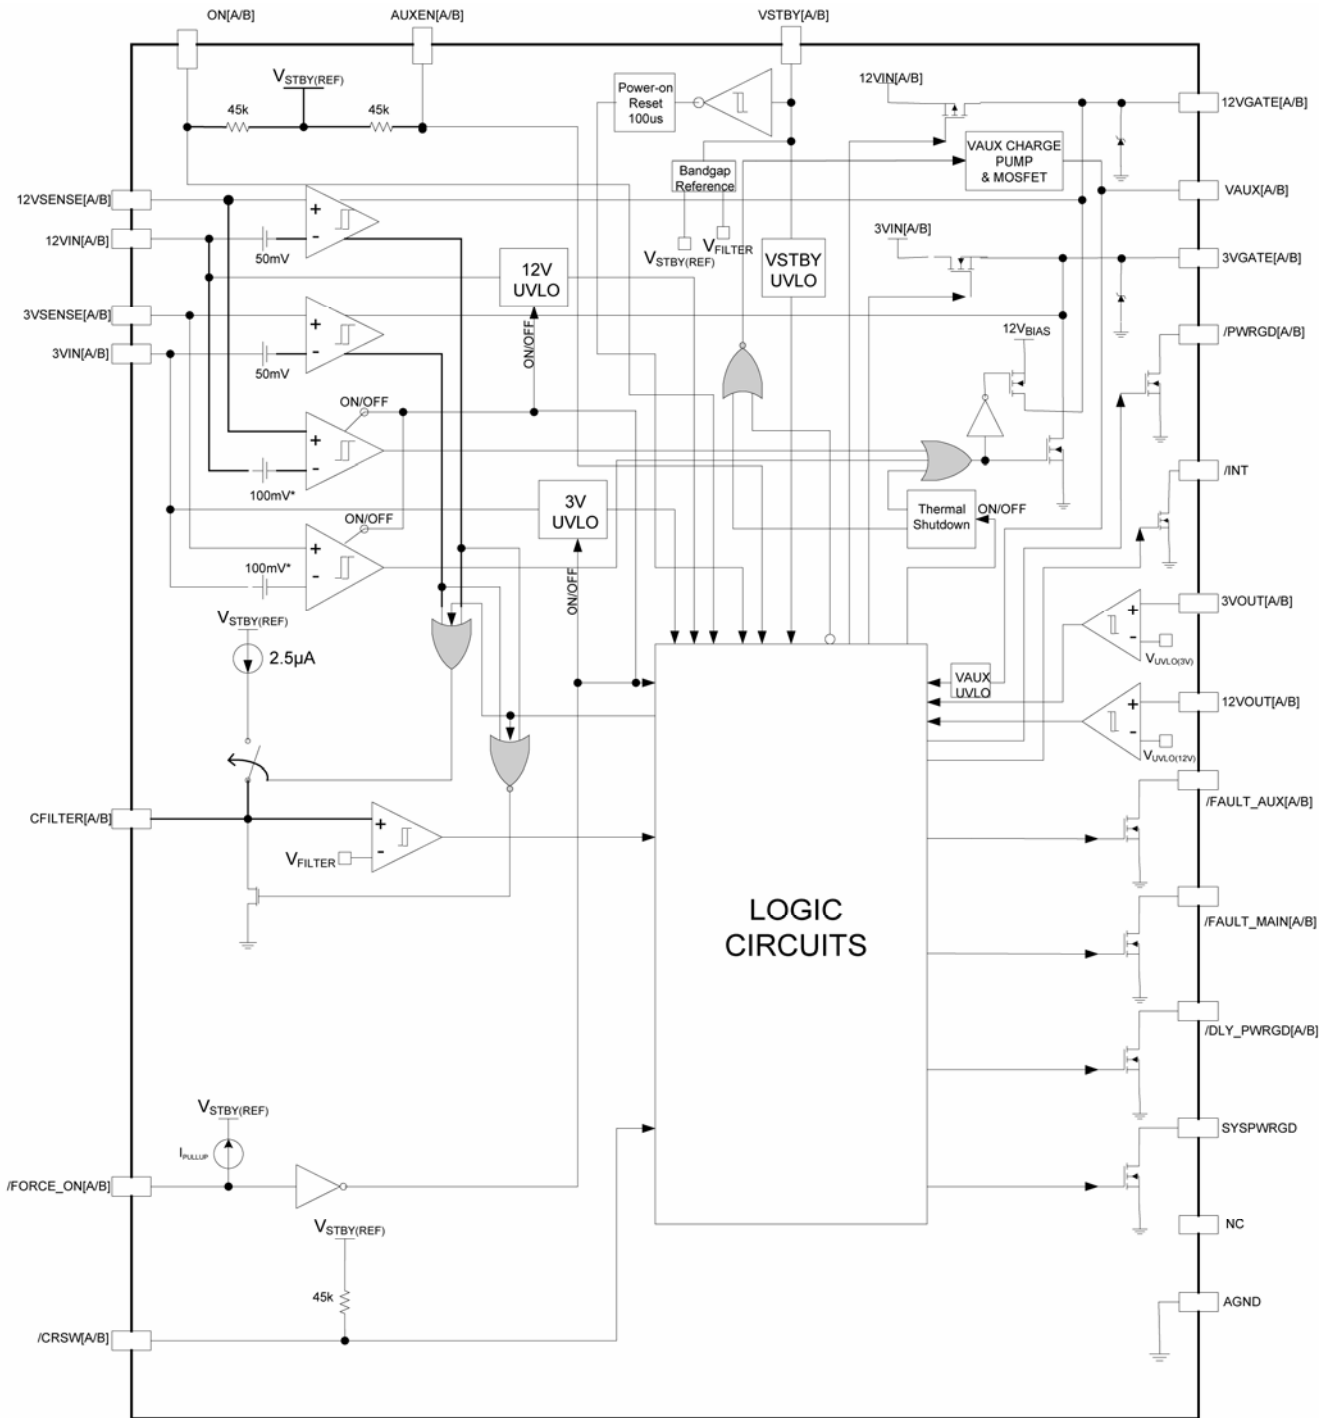 ON[A/B]
AUXEN[A/B]
VSTBY[A/B]
VSTBY(REF)
45k
45k
Power-on
Reset
100us
12VIN[A/B]
12VGATE[A/B]
VAUX CHARGE
PUMP
& MOSFET
Bandgap
Reference
VAUX[A/B]
12VSENSE[A/B]
+
-
12VIN[A/B]
50mV
VSTBY(REF)
VFILTER
3VIN[A/B]
3VGATE[A/B]
12V
UVLO
VSTBY
UVLO
3VSENSE[A/B]
+
-
3VIN[A/B]
50mV
ON/OFF
12VBIAS
/PWRGD[A/B]
ON/OFF
+
-
100mV*
/INT
3V
UVLO
Thermal
Shutdown
ON/OFF
ON/OFF
+
-
100mV*
ON/OFF
3VOUT[A/B]
+
-
VUVLO(3V)
VSTBY(REF)
2.5µA
VAUX
UVLO
12VOUT[A/B]
+
-
VUVLO(12V)
/FAULT_AUX[A/B]
CFILTER[A/B]
+
-
VFILTER
LOGIC
CIRCUITS
/FAULT_MAIN[A/B]
/DLY_PWRGD[A/B]
VSTBY(REF)
IPULLUP
SYSPWRGD
/FORCE_ON[A/B]
VSTBY(REF)
NC
45k
AGND
/CRSW[A/B]